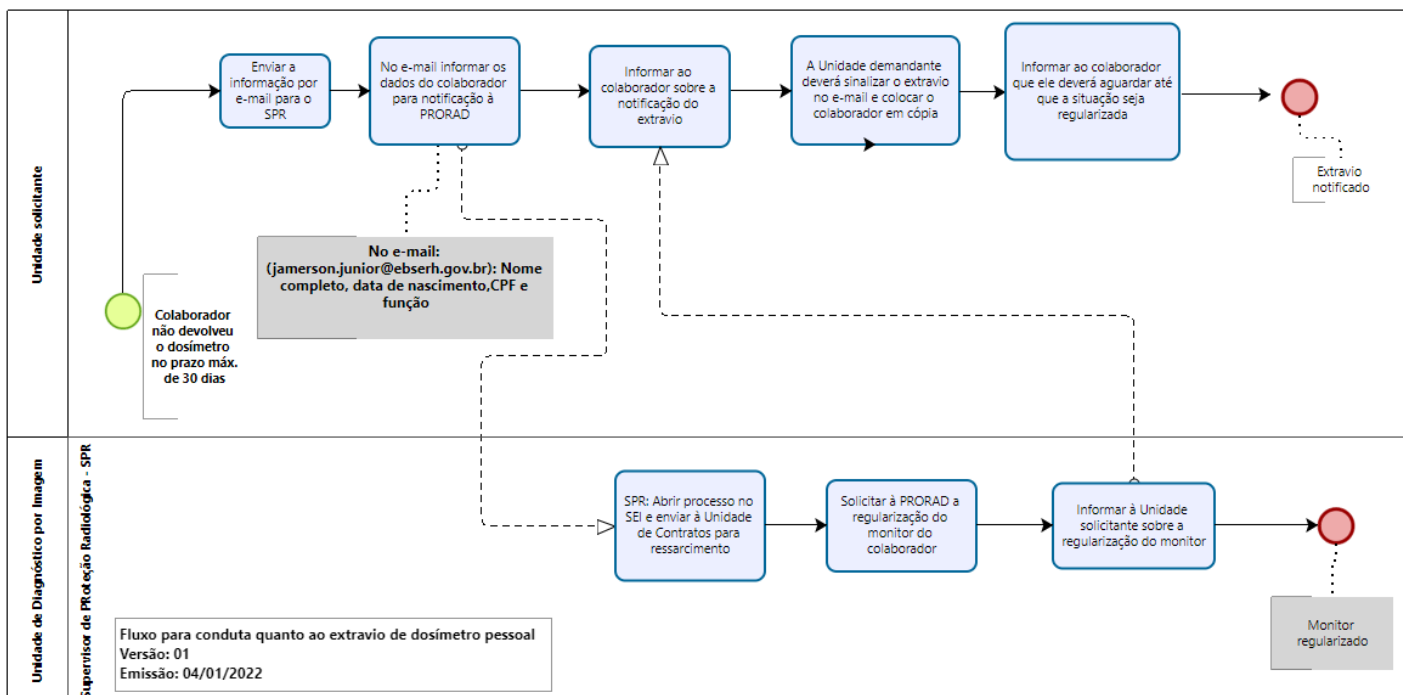 Unidade solicitante
Enviar a
informação por
e-mail para o
SPR
No e-mail informar os
dados do colaborador
para notificação à
PRORAD
Informar ao
colaborador sobre a
notificação do
extravio
A Unidade demandante
deverá sinalizar o extravio
no e-mail e colocar o
colaborador em cópia
Informar ao colaborador
que ele deverá aguardar até
que a situação seja
regularizada
Extravio
notificado
No e-mail:
(jamerson.junior@ebserh.gov.br): Nome
completo, data de nascimento,CPF e
função
Colaborador
não devolveu
o dosímetro
no prazo máx.
de 30 dias
Unidade de Diagnóstico por Imagem
Supervisor de PRoteção Radiológica - SPR
SPR: Abrir processo no
SEI e enviar à Unidade
de Contratos para
ressarcimento
Solicitar à PRORAD a
regularização do
monitor do
colaborador
Informar à Unidade
solicitante sobre a
regularização do monitor
Monitor
regularizado
Fluxo para conduta quanto ao extravio de dosímetro pessoal
Versão: 01
Emissão: 04/01/2022